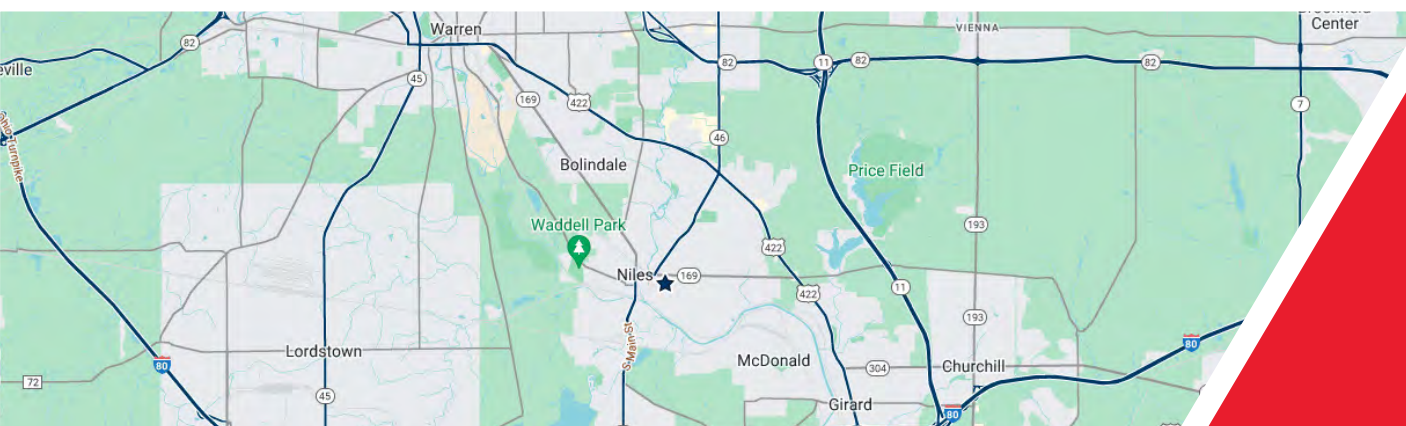 Center
Warren
VIENNA
82
eville
82
11
82
82
45
169
422
7
Ohio Turnpike
46
Bolindale
Price Field
Waddell Park
193
422
Niles
169
422
11
193
S Main St
Lordstown
80
McDonald
Churchill
304
80
72
45
Girard
80